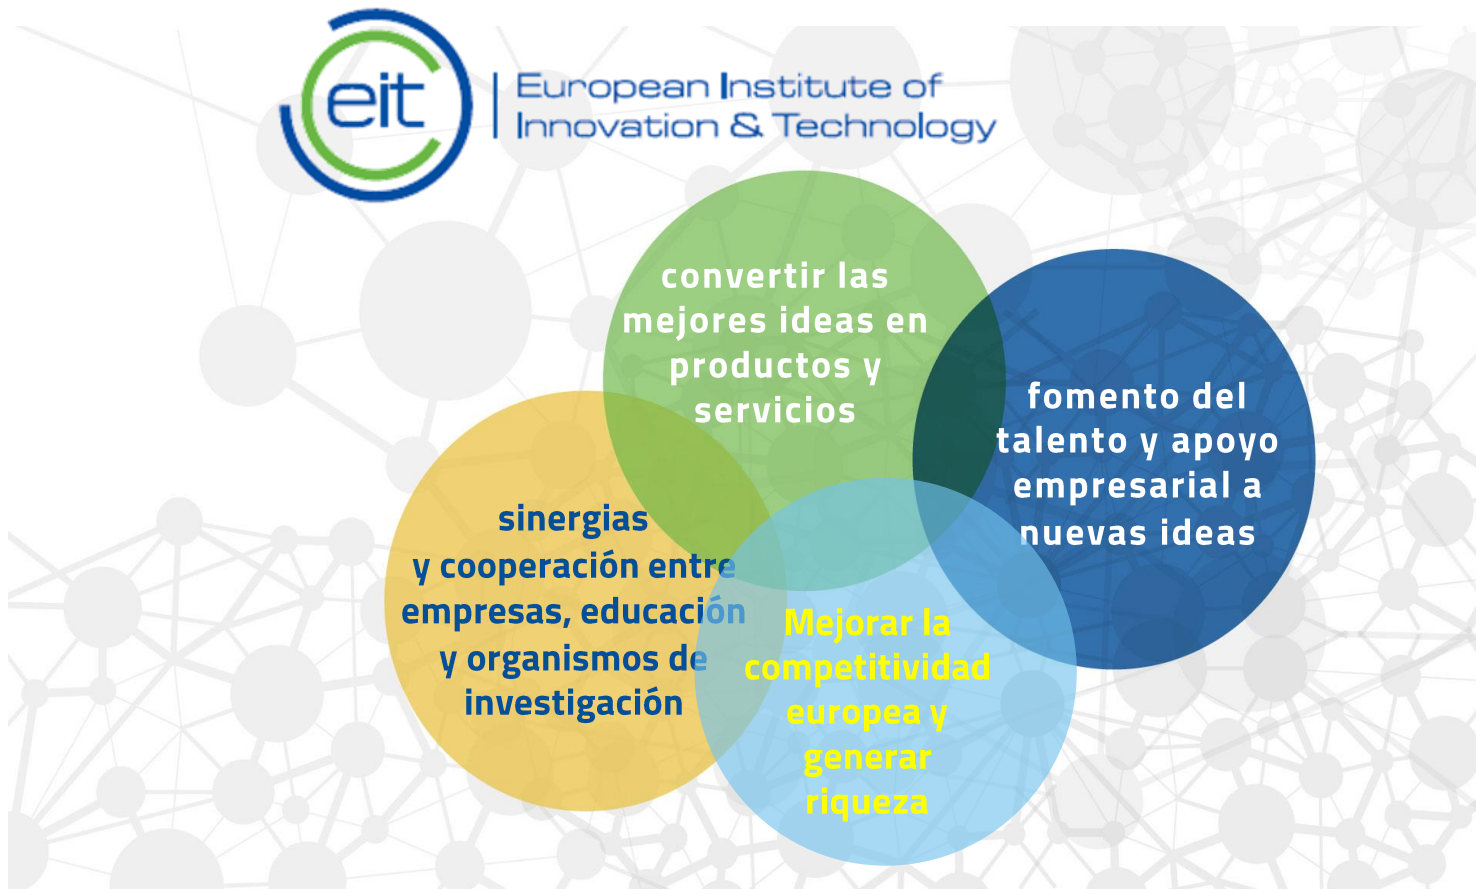 eit
European Institute of
Innovation & Technology
convertir las
mejores ideas en
productos y
servicios
fomento del
talento y apoyo
empresarial a
nuevas ideas
sinergias
y cooperación entre
empresas, educación
y organismos de
investigación
Mejorar la
competitividad
europea y
generar
riqueza